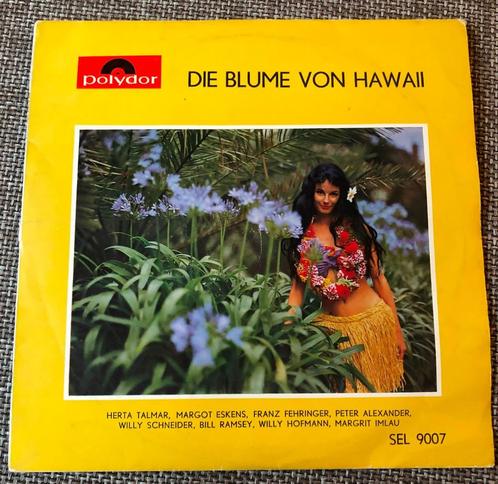 polydor
DIE BLUME VON HAWAII
HERTA TALMAR, MARGOT ESKENS, FRANZ FEHRINGER, PETER ALEXANDER,
WILLY SCHNEIDER, BILL RAMSEY, WILLY HOFMANN, MARGRIT IMLAU
SEL 9007